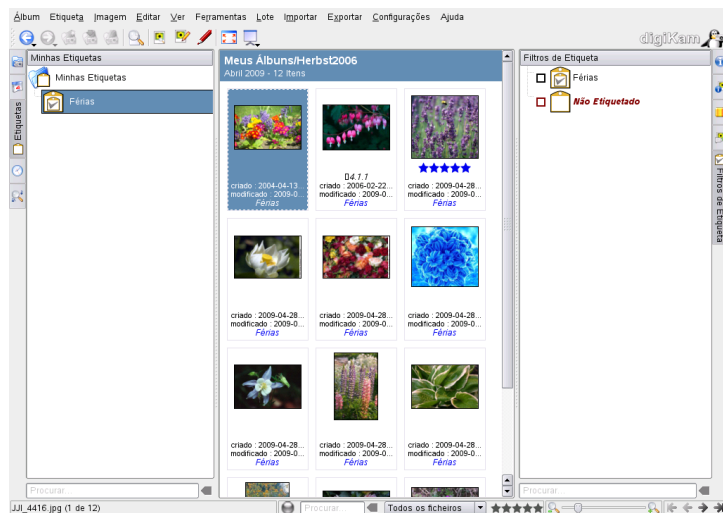 Álbum Etiqueta Imagem Editar Ver Ferramentas Lote Importar Exportar Configurações Ajuda
digiKam
Minhas Etiquetas
Minhas Etiquetas
Férias
Etiquetas
Meus Álbuns/Herbst2006
Abril 2009 - 12 Itens
criado : 2004-04-13...
modificado : 2009-0...
Férias
4.1.1
criado : 2006-02-22...
modificado : 2009-0...
Férias
criado : 2009-04-28...
modificado : 2009-0...
Férias
criado : 2009-04-28...
modificado : 2009-0...
Férias
criado : 2009-04-28...
modificado : 2009-0...
Férias
criado : 2009-04-28...
modificado : 2009-0...
Férias
criado : 2009-04-28...
modificado : 2009-0...
Férias
criado : 2009-04-28...
modificado : 2009-0...
Férias
criado : 2009-04-28...
modificado : 2009-0...
Férias
Filtros de Etiqueta
Férias
Não Etiquetado
Filtros de Etiqueta
Procurar...
Procurar...
JJI_4416.jpg (1 de 12)
Procurar...
Todos os ficheiros